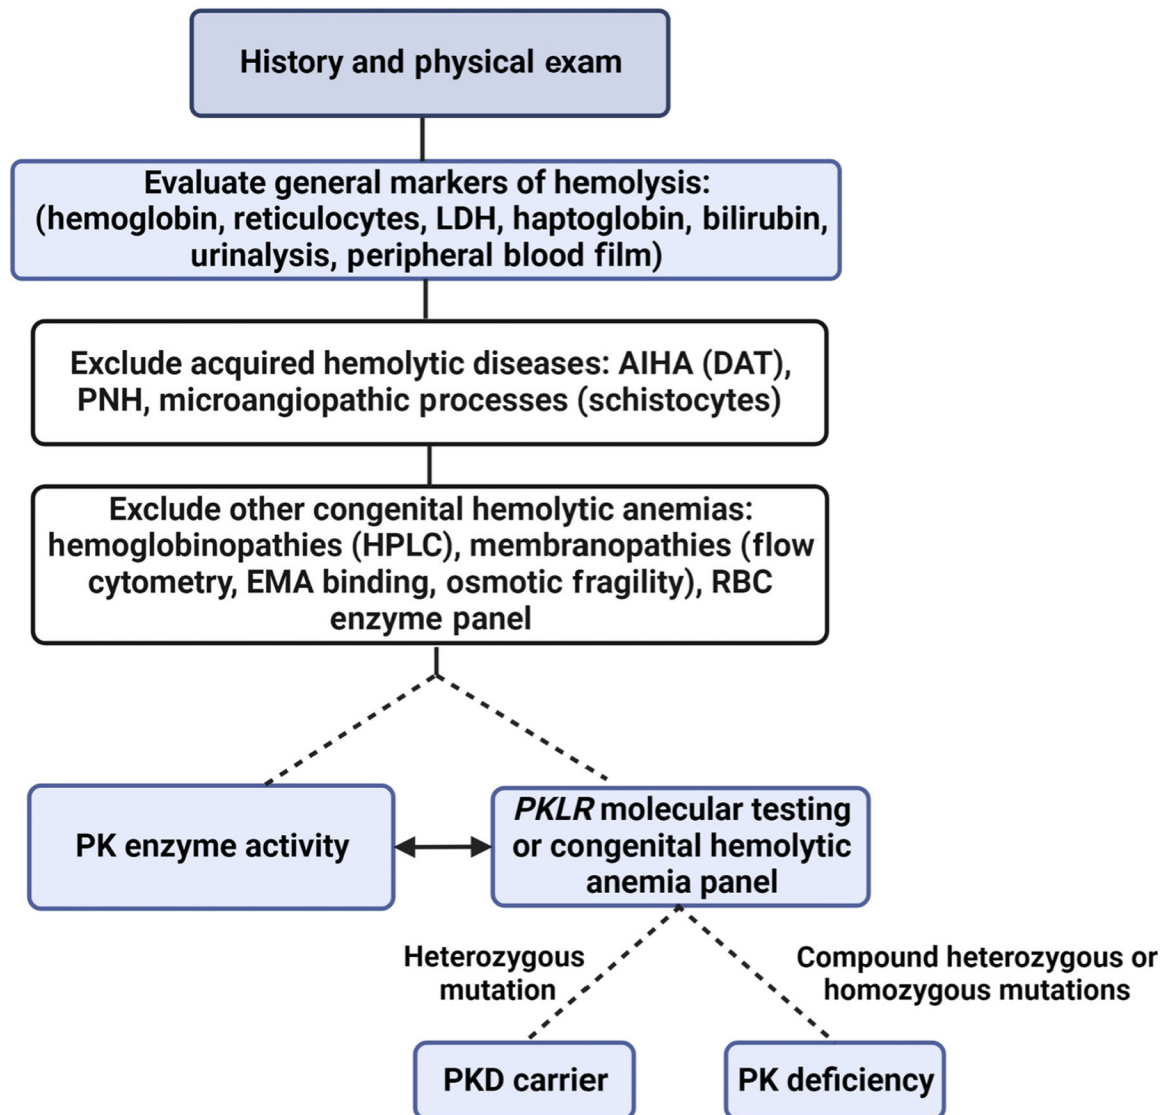 History and physical exam
Evaluate general markers of hemolysis:
(hemoglobin, reticulocytes, LDH, haptoglobin, bilirubin,
urinalysis, peripheral blood film)
Exclude acquired hemolytic diseases: AIHA (DAT),
PNH, microangiopathic processes (schistocytes)
Exclude other congenital hemolytic anemias:
hemoglobinopathies (HPLC), membranopathies (flow
cytometry, EMA binding, osmotic fragility), RBC
enzyme panel
PK enzyme activity
PKLR molecular testing
or congenital hemolytic
anemia panel
Heterozygous
mutation
Compound heterozygous or
homozygous mutations
PKD carrier
PK deficiency